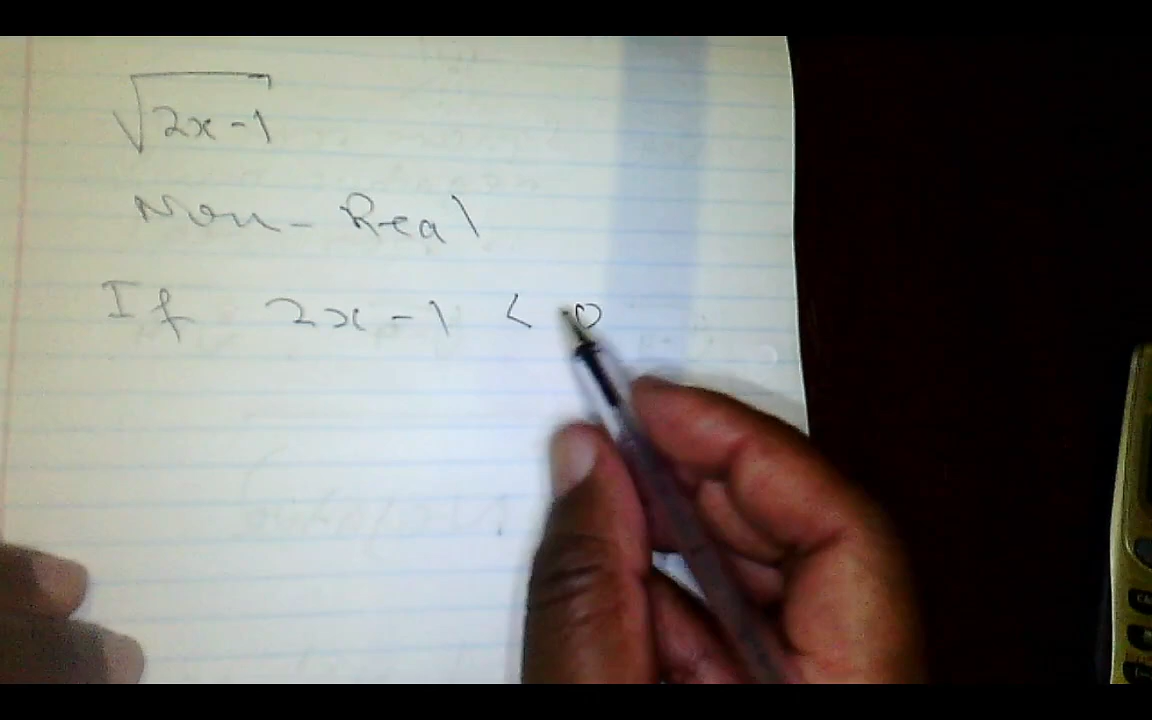 √2x-1
Non-Real
If 2x-1 < 0